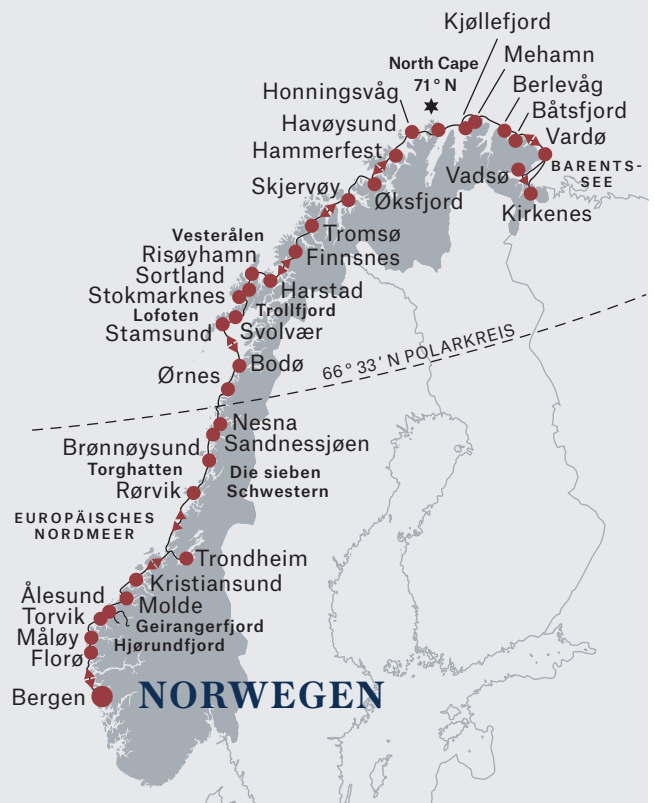 Kjøllefjord
Mehamn
North Cape
71° N
Berlevåg
Honningsvåg
Båtsfjord
Havøysund
Vardø
Hammerfest
BARENTS-
SEE
Vadsø
Skjervøy
Øksfjord
Kirkenes
Tromsø
Vesterålen
Finnsnes
Risøyhamn
Sortland
Harstad
Stokmarknes
Trollfjord
Lofoten
Svolvær
Stamsund
66° 33' N POLARKREIS
Bodø
Ørnes
Nesna
Sandnessjøen
Brønnøysund
Torghatten
Die sieben
Schwestern
Rørvik
EUROPÄISCHES
NORDMEER
Trondheim
Kristiansund
Ålesund
Molde
Torvik
Geirangerfjord
Måløy
Hjørundfjord
Florø
Bergen
NORWEGEN